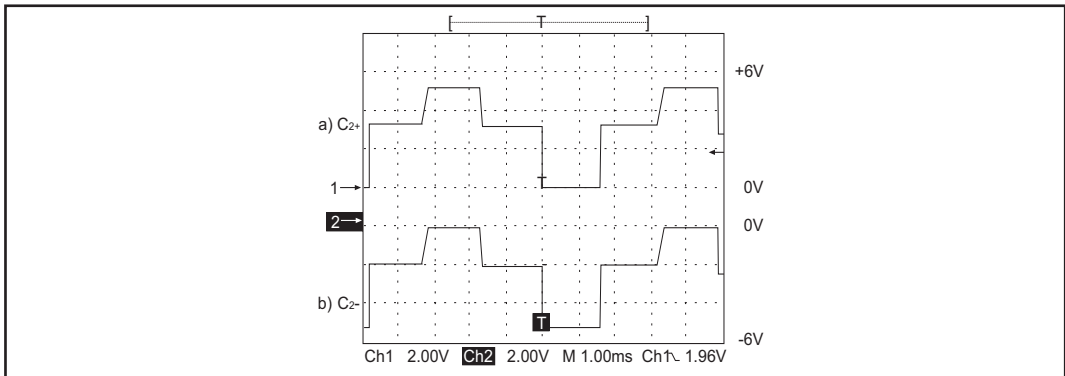 [ T ]
+6V
a) C2+
T
1
0V
2
0V
b) C2-
T
-6V
Ch1 2.00V Ch2 2.00V M 1.00ms Ch1 1.96V